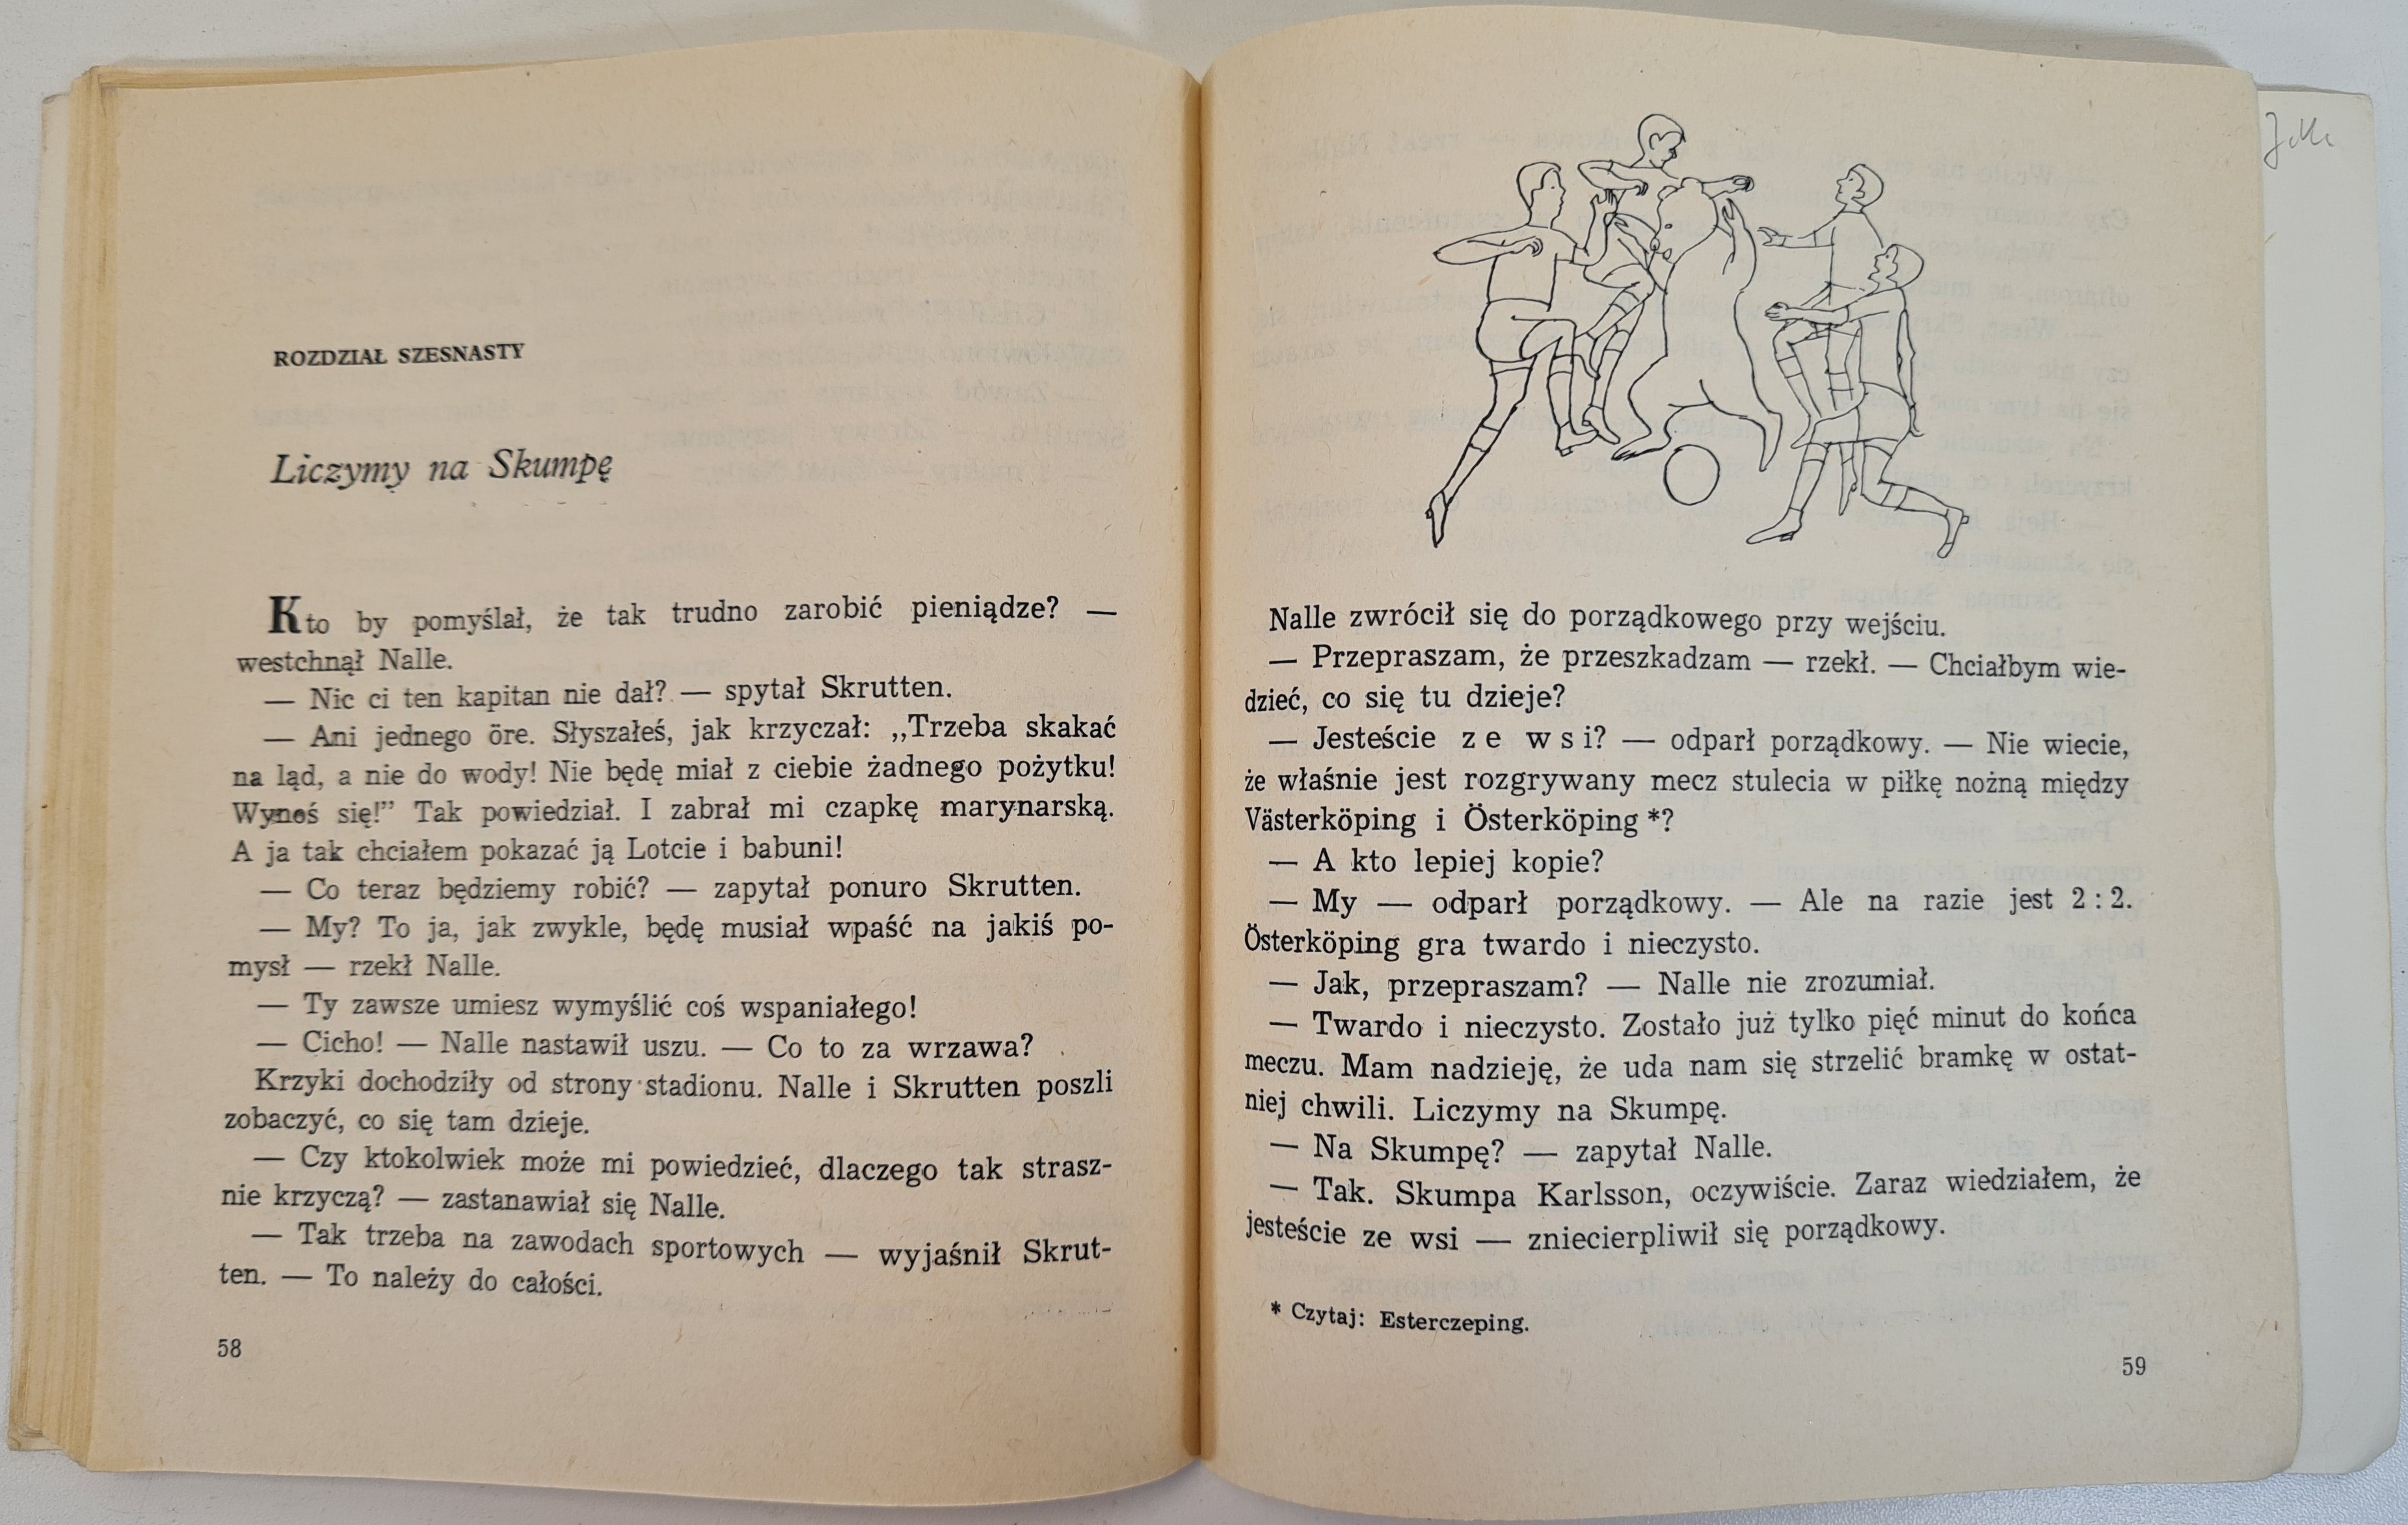 ROZDZIAŁ SZESNASTY
Liczymy na Skumpę
Kto by pomyślał, że tak trudno zarobić pieniądze? —
westchnął Nalle.
— Nic ci ten kapitan nie dał? — spytał Skrutten.
— Ani jednego öre. Słyszałeś, jak krzyczał: „Trzeba skakać
na ląd, a nie do wody! Nie będę miał z ciebie żadnego pożytku!
Wynoś się!” Tak powiedział. I zabrał mi czapkę marynarską.
A ja tak chciałem pokazać ją Lotcie i babuni!
— Co teraz będziemy robić? — zapytał ponuro Skrutten.
— My? To ja, jak zwykle, będę musiał wpaść na jakiś po-
mysł — rzekł Nalle.
— Ty zawsze umiesz wymyślić coś wspaniałego!
— Cicho! — Nalle nastawił uszu. — Co to za wrzawa?
Krzyki dochodziły od strony stadionu. Nalle i Skrutten poszli
zobaczyć, co się tam dzieje.
— Czy ktokolwiek może mi powiedzieć, dlaczego tak strasz-
nie krzyczą? — zastanawiał się Nalle.
— Tak trzeba na zawodach sportowych — wyjaśnił Skrut-
ten. — To należy do całości.
58
Nalle zwrócił się do porządkowego przy wejściu.
— Przepraszam, że przeszkadzam — rzekł. — Chciałbym wie-
dzieć, co się tu dzieje?
— Jesteście z e w s i? — odparł porządkowy. — Nie wiecie,
że właśnie jest rozgrywany mecz stulecia w piłkę nożną między
Västerköping i Österköping *?
— A kto lepiej kopie?
— My — odparł porządkowy. — Ale na razie jest 2 : 2.
Österköping gra twardo i nieczysto.
— Jak, przepraszam? — Nalle nie zrozumiał.
— Twardo i nieczysto. Zostało już tylko pięć minut do końca
meczu. Mam nadzieję, że uda nam się strzelić bramkę w ostat-
niej chwili. Liczymy na Skumpę.
— Na Skumpę? — zapytał Nalle.
— Tak. Skumpa Karlsson, oczywiście. Zaraz wiedziałem, że
jesteście ze wsi — zniecierpliwił się porządkowy.
* Czytaj: Esterczeping.
59